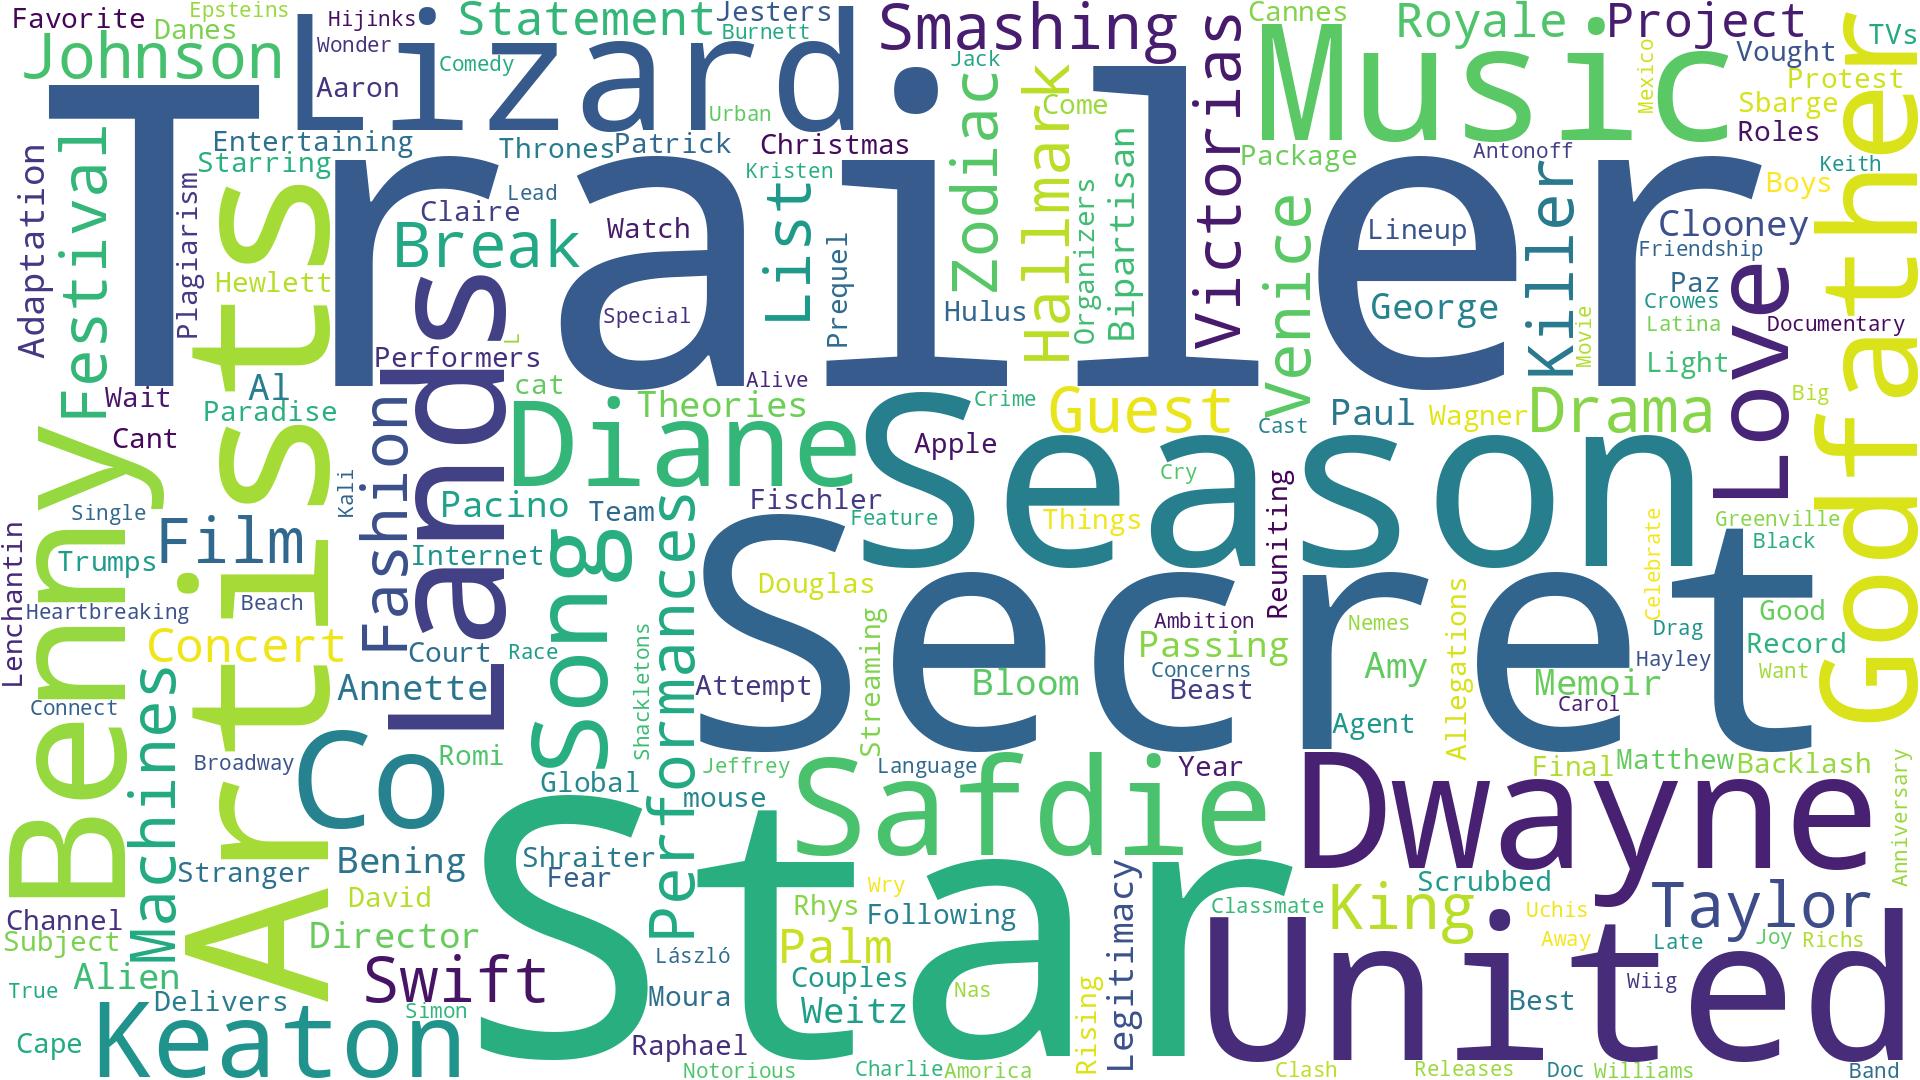 Trailer
Star
Secret
Season
United
Lizard
Artists
Lands
Godfather
Music
Benny
Dwayne
Diane
Safdie
Keaton
Co
Love
Song
Johnson
Festival
Statement
Smashing
Royale
Project
Victorias
Hallmark
Zodiac
Venice
Killer
Drama
Guest
Break
List
Fashion
Film
Concert
Machines
Performances
Swift
King
Taylor
Palm
Favorite
Danes
Epsteins
Hijinks
Wonder
Aaron
Comedy
Jesters
Burnett
Jack
Come
Cannes
Mexico
Vought
TVs
Protest
Sbarge
Roles
Keith
Boys
Antonoff
Package
Urban
Christmas
Kristen
Patrick
Thrones
Entertaining
Starring
Lead
Claire
Watch
Adaptation
Plagiarism
Hewlett
Special
Prequel
Hulus
Organizers
Bipartisan
Lineup
George
Clooney
Friendship
Paz
Crowes
Latina
Light
Movie
Documentary
Big
Performers
L
cat
Al
Paradise
Wait
Cant
Theories
Alive
Crime
Apple
Cast
Paul
Wagner
Cry
Reuniting
Things
Fischler
Feature
Team
Pacino
Internet
Kali
Single
Trumps
Lenchantin
Heartbreaking
Beach
Court
Race
Annette
Connect
Broadway
Romi
Shackletons
Douglas
Attempt
Streaming
Bloom
Ambition
Passing
Concerns
Beast
Nemes
Amy
Agent
Allegations
Celebrate
Greenville
Black
Good
Drag
Record
Hayley
Want
Memoir
Carol
Final
Matthew
Backlash
Anniversary
Global
mouse
Jeffrey
Language
Year
Stranger
Bening
Shraiter
Fear
David
Director
Channel
Subject
Alien
True
Delivers
Cape
Simon
László
Moura
Raphael
Notorious
Wry
Rhys
Following
Couples
Weitz
Nas
Charlie
Amorica
Rising
Legitimacy
Classmate
Scrubbed
Uchis
Away
Late
Joy
Richs
Wiig
Best
Clash
Releases
Doc
Williams
Band